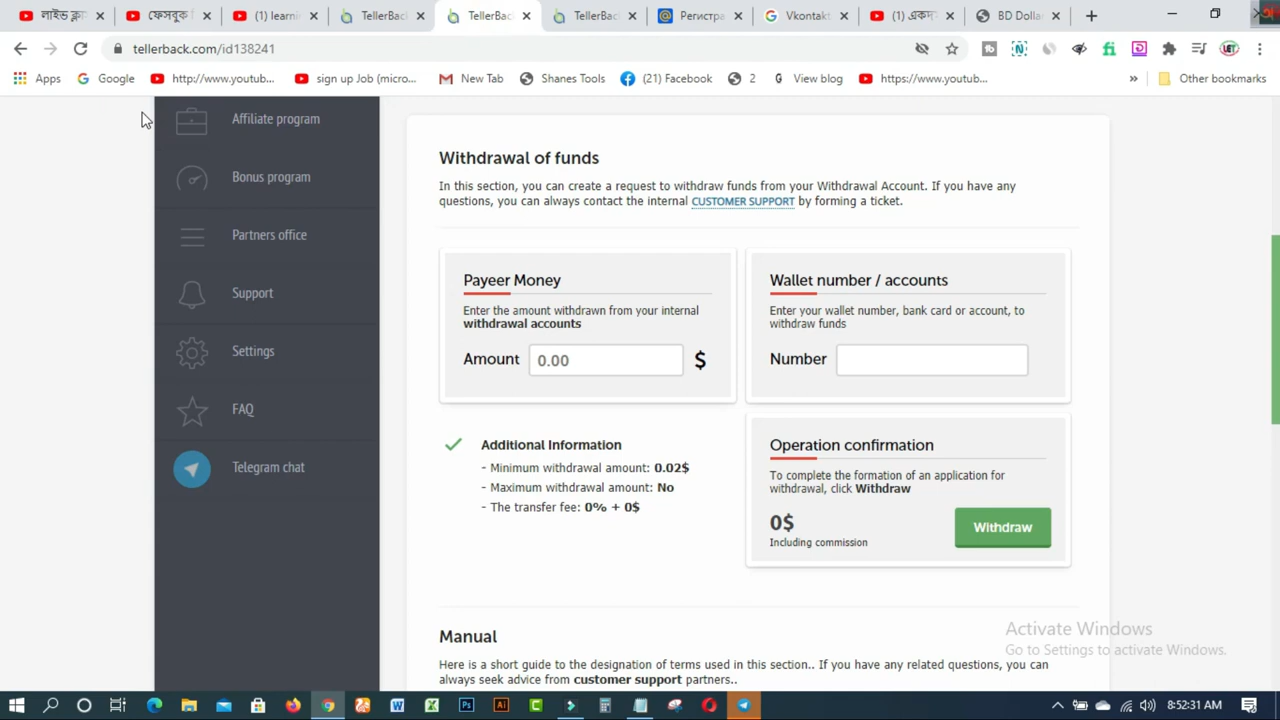 লাইভ ক্ল
ফেসবুক f
(1) learni
TellerBac
TellerBac
TellerBac
Регистра
Vkontakt
BD Dollar
tellerback.com/id138241
Apps
Google
http://www.youtub...
sign up Job (micro...
New Tab
Shanes Tools
(21) Facebook
2
View blog
https://www.youtub...
»
Other bookmarks
Affiliate program
Bonus program
Partners office
Support
Settings
FAQ
Telegram chat
Withdrawal of funds
In this section, you can create a request to withdraw funds from your Withdrawal Account. If you have any
questions, you can always contact the internal CUSTOMER SUPPORT by forming a ticket.
Payeer Money
Enter the amount withdrawn from your internal
withdrawal accounts
Amount 0.00 $
Wallet number / accounts
Enter your wallet number, bank card or account, to
withdraw funds
Number
Additional Information
- Minimum withdrawal amount: 0.02$
- Maximum withdrawal amount: No
- The transfer fee: 0% + 0$
Operation confirmation
To complete the formation of an application for
withdrawal, click Withdraw
0$
Including commission
Withdraw
Manual
Here is a short guide to the designation of terms used in this section.. If you have any related questions, you can
always seek advice from customer support partners..
Activate Windows
Go to Settings to activate Windows.
8:52:31 AM